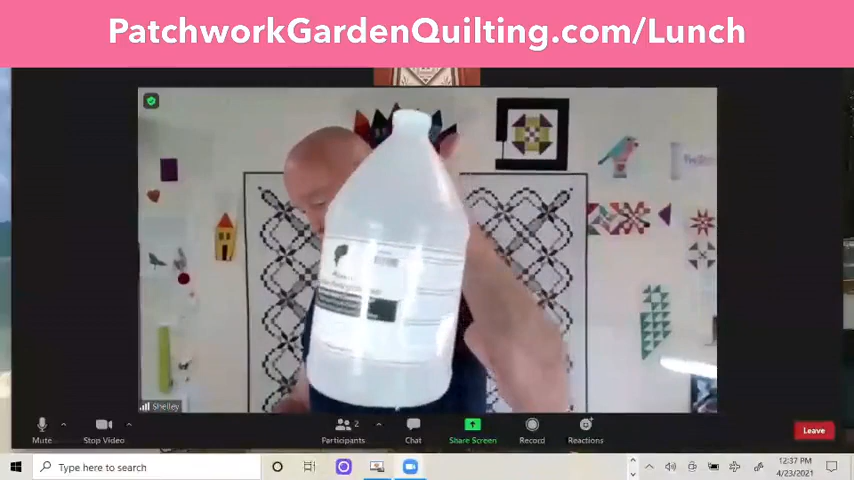 PatchworkGardenQuilting.com/Lunch
Shelley
Mute
Stop Video
Participants
2
Chat
Share Screen
Record
Reactions
Leave
Type here to search
12:37 PM
4/23/2021